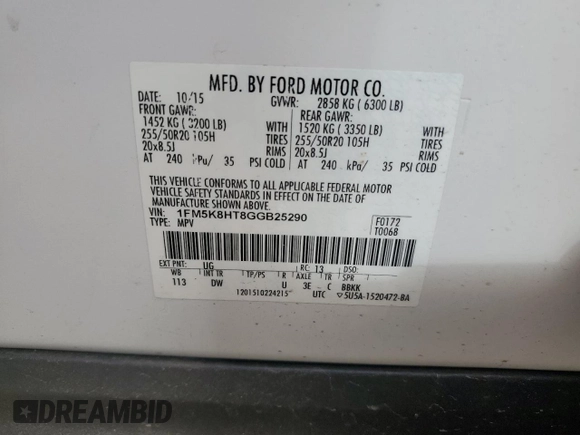 MFD. BY FORD MOTOR CO.
DATE: 10/15 GVWR: 2858 KG ( 6300 LB)
FRONT GAWR: REAR GAWR:
1452 KG ( 3200 LB) 1520 KG ( 3350 LB)
255/50R20 105H TIRES 255/50R20 105H TIRES
20x8.5J RIMS 20x8.5J RIMS
AT 240 kPa/ 35 PSI COLD AT 240 kPa/ 35 PSI COLD
THIS VEHICLE CONFORMS TO ALL APPLICABLE FEDERAL MOTOR
VEHICLE SAFETY STANDARDS IN EFFECT ON THE DATE OF
MANUFACTURE SHOWN ABOVE.
VIN: 1FM5K8HT8GGB25290 F0172
TYPE: MPV T0068
EXT PNT: UG RC: 13 DSO:
WB INT TR TP/PS R AXLE TR SPR
113 DW U 3E C BBKK
1201510224215 UTC ▽5U5A-1520472-BA
DREAMBID